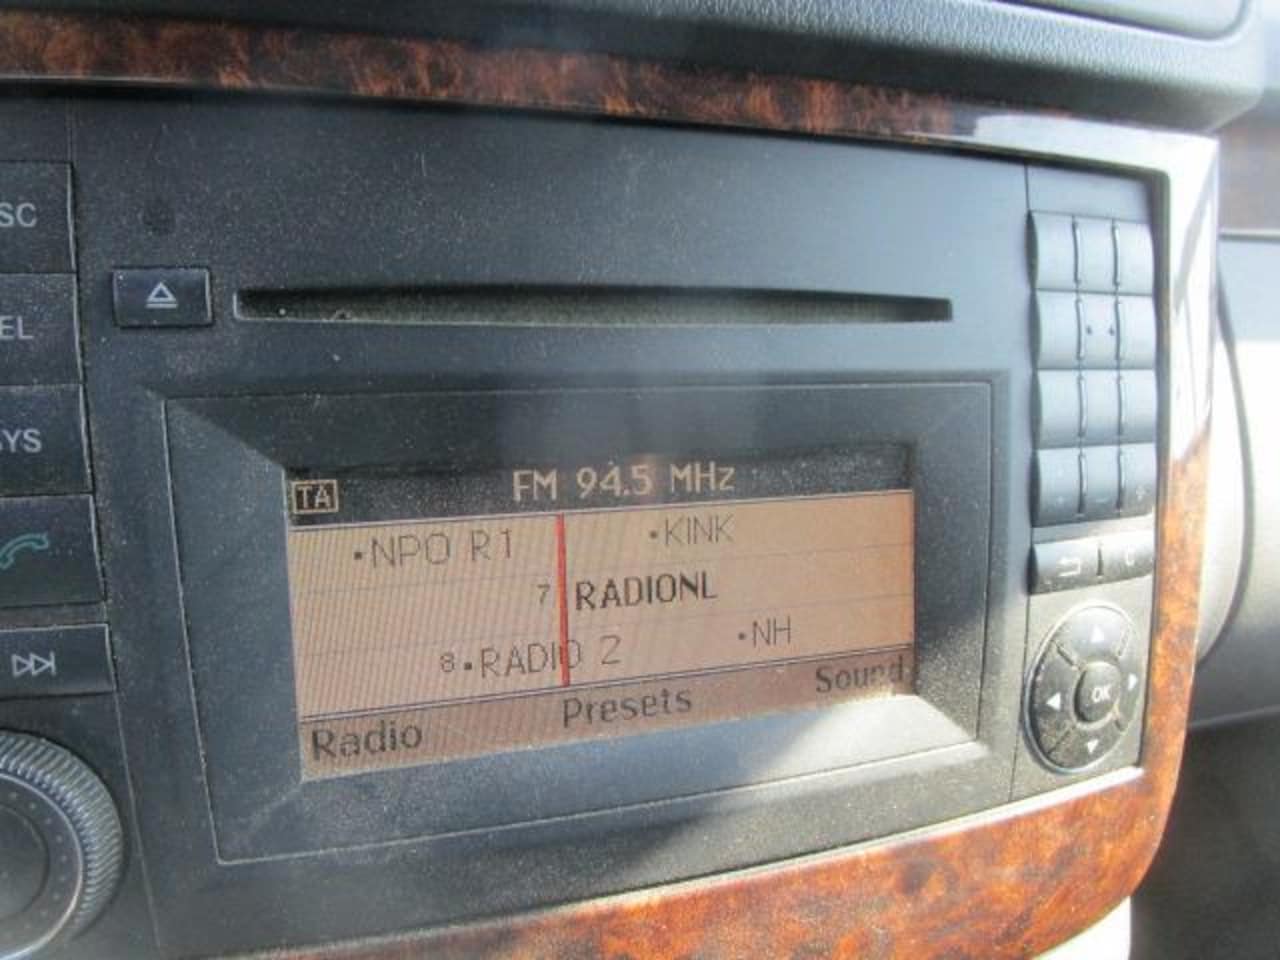 SC
EL
YS
TA
FM 94.5 MHz
•NPO R1
•KINK
7 RADIONL
8•RADIO 2
•NH
Radio
Presets
Sound
OK
C